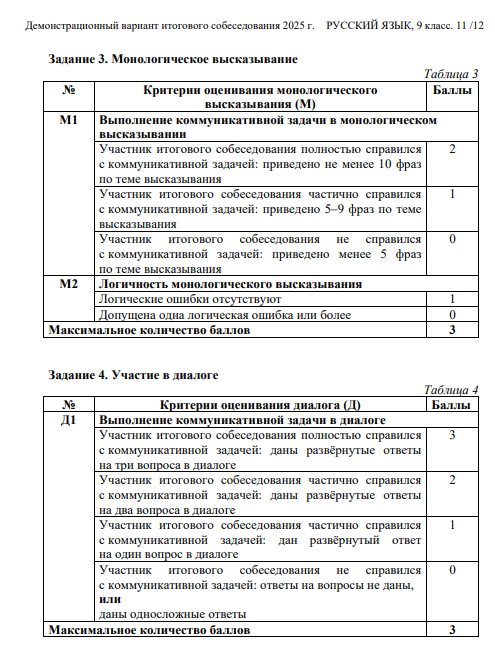 Демонстрационный вариант итогового собеседования 2025 г. РУССКИЙ ЯЗЫК, 9 класс. 11 /12
Задание 3. Монологическое высказывание
Таблица 3
№ Критерии оценивания монологического Баллы
высказывания (М)
М1 Выполнение коммуникативной задачи в монологическом
высказывании
Участник итогового собеседования полностью справился 2
с коммуникативной задачей: приведено не менее 10 фраз
по теме высказывания
Участник итогового собеседования частично справился 1
с коммуникативной задачей: приведено 5–9 фраз по теме
высказывания
Участник итогового собеседования не справился 0
с коммуникативной задачей: приведено менее 5 фраз
по теме высказывания
М2 Логичность монологического высказывания
Логические ошибки отсутствуют 1
Допущена одна логическая ошибка или более 0
Максимальное количество баллов 3
Задание 4. Участие в диалоге
Таблица 4
№ Критерии оценивания диалога (Д) Баллы
Д1 Выполнение коммуникативной задачи в диалоге
Участник итогового собеседования полностью справился 3
с коммуникативной задачей: даны развёрнутые ответы
на три вопроса в диалоге
Участник итогового собеседования частично справился 2
с коммуникативной задачей: даны развёрнутые ответы
на два вопроса в диалоге
Участник итогового собеседования частично справился 1
с коммуникативной задачей: дан развёрнутый ответ
на один вопрос в диалоге
Участник итогового собеседования не справился 0
с коммуникативной задачей: ответы на вопросы не даны,
или
даны односложные ответы
Максимальное количество баллов 3